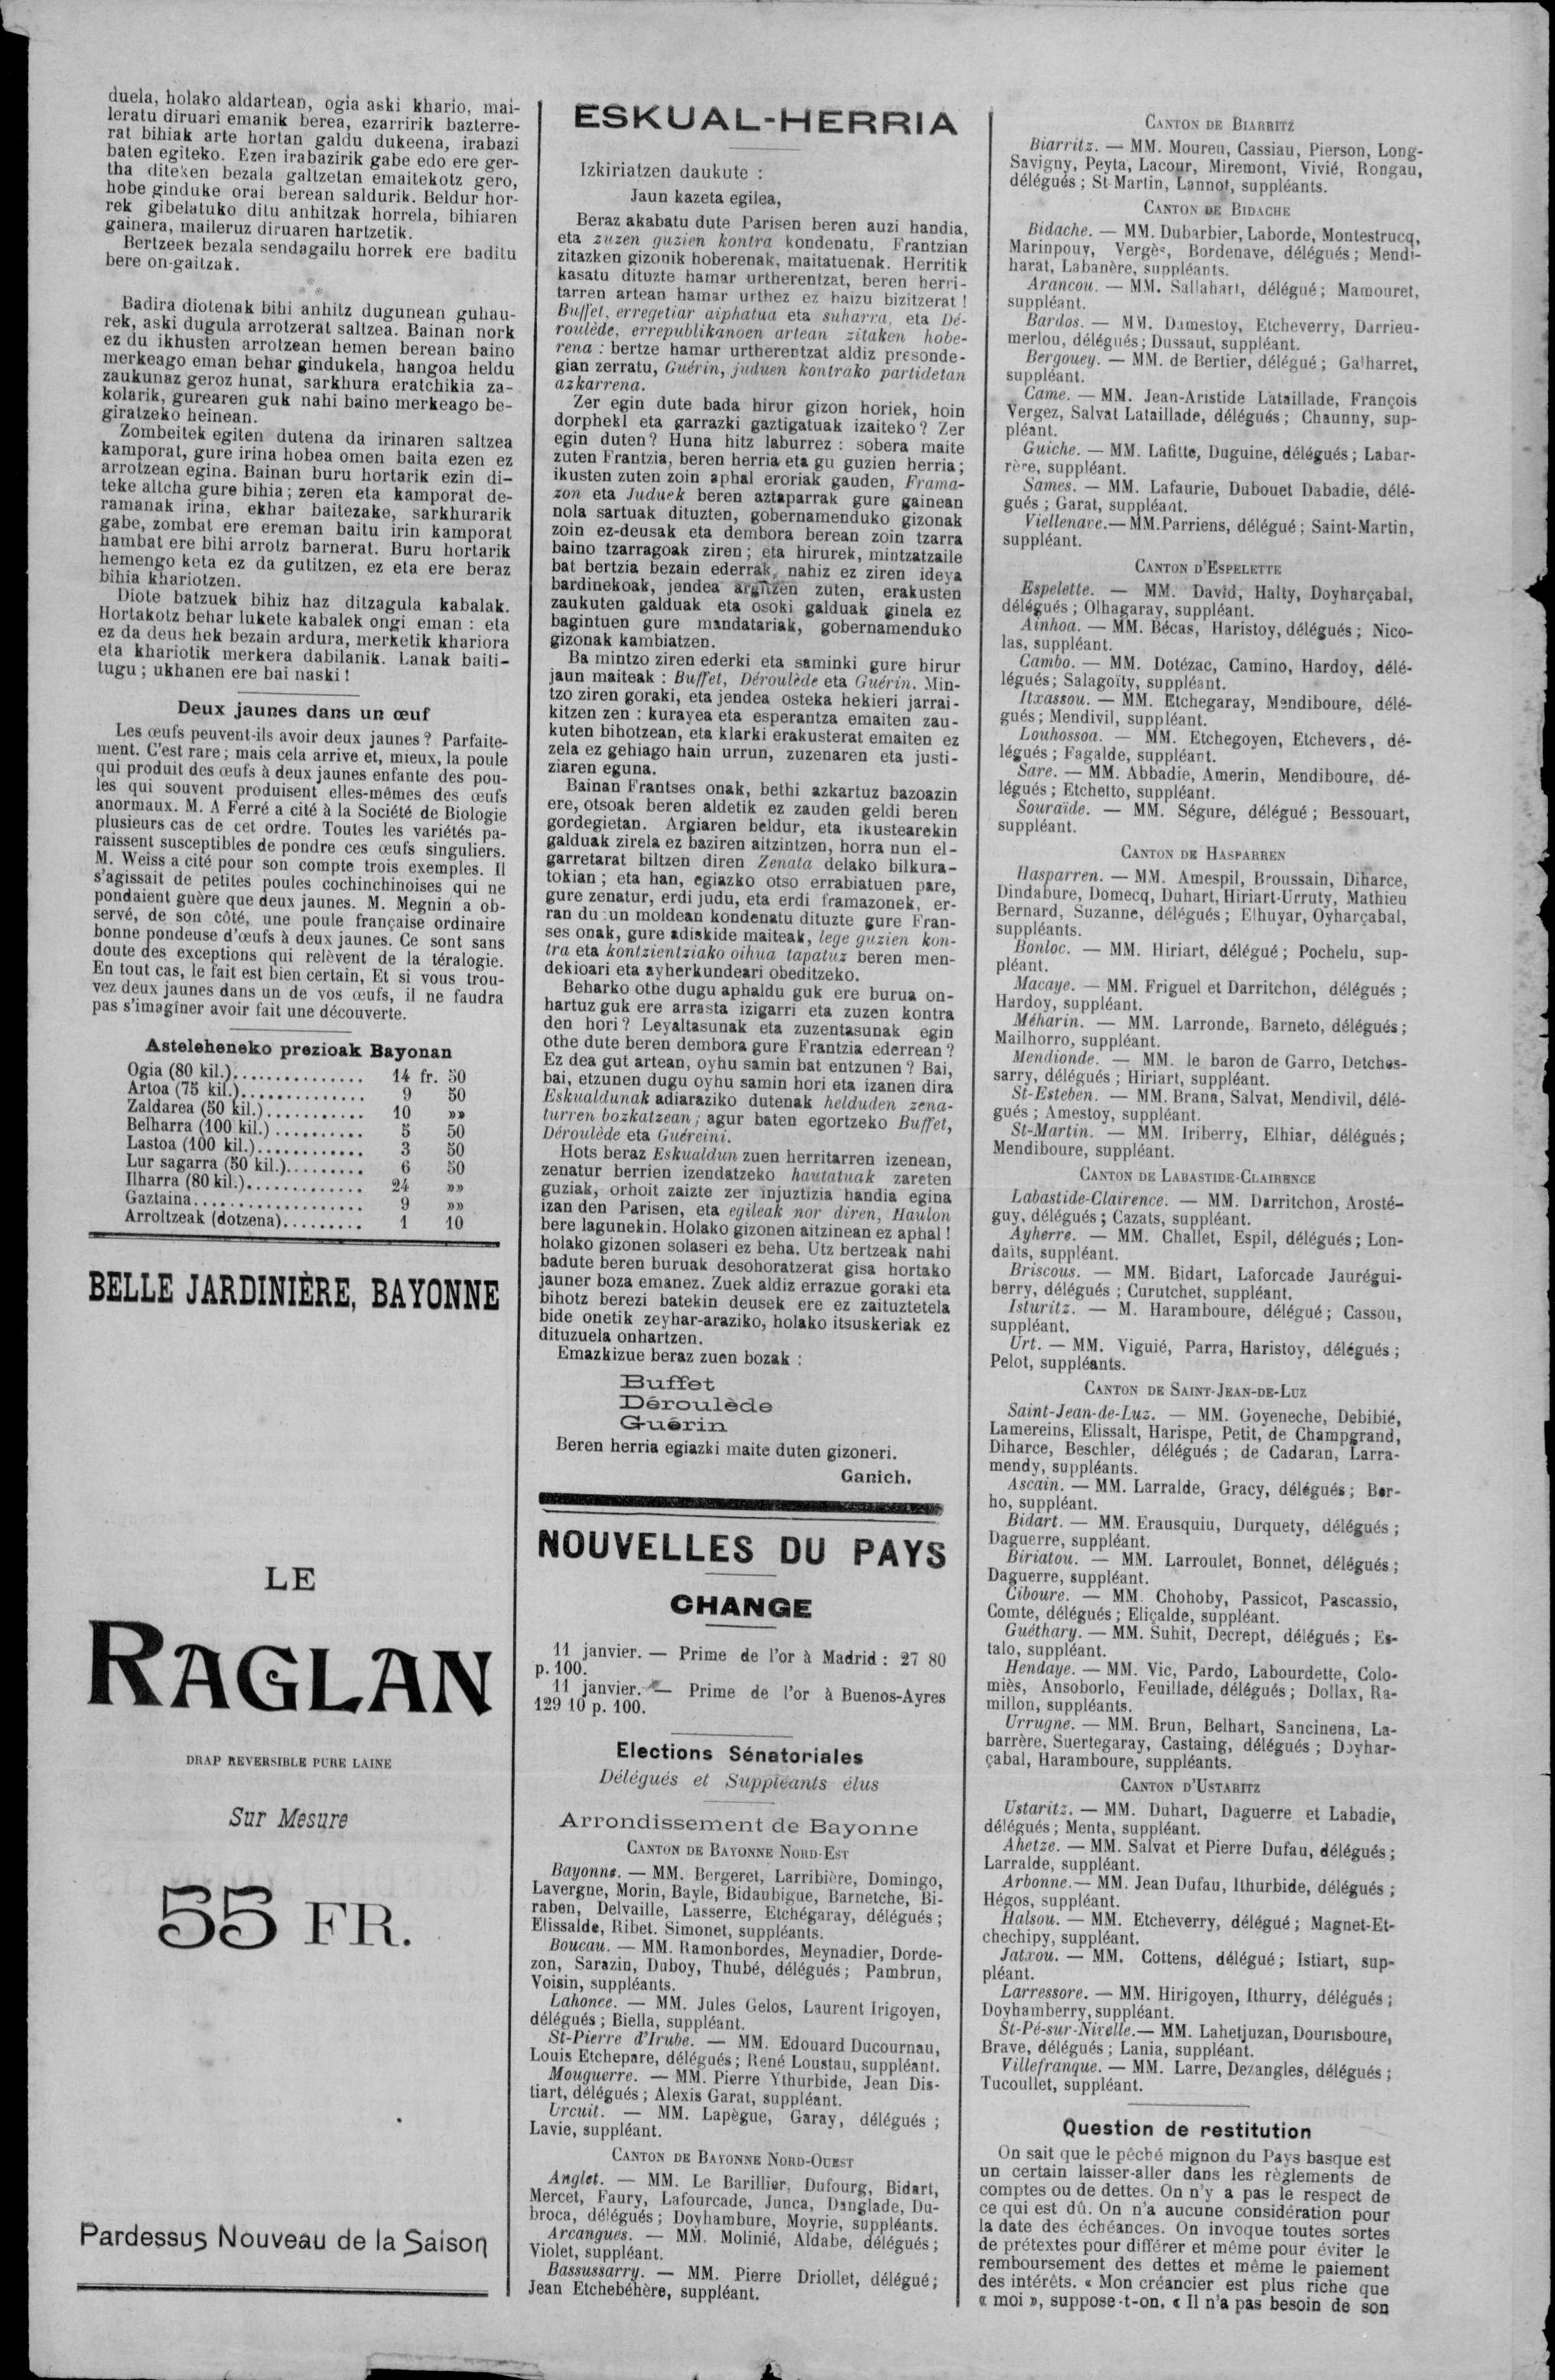 duela, holako aldartean, ogia aski khario, mai-
leratu diruari emanik berea, ezarririk bazterre-
rat bihiak arte hortan galdu dukeena, irabazi
baten egiteko. Ezen irabazirik gabe edo ere ger-
tha diteken bezala galtzetan emaitekotz gero,
hobe ginduke orai berean saldurik. Beldur hor-
rek gibelatuko ditu anhitzak horrela, bihiaren
gainera, maileruz diruaren hartzetik.
Bertzeek bezala sendagailu horrek ere baditu
bere on-gaitzak.
Badira diotenak bihi anhitz dugunean guhau-
rek, aski dugula arrotzerat saltzea. Bainan nork
ez du ikhusten arrotzean hemen berean baino
merkeago eman behar gindukela, hangoa heldu
zaukunaz geroz hunat, sarkhura eratchikia za-
kolarik, gurearen guk nahi baino merkeago be-
giratzeko heinean.
Zombeitek egiten dutena da irinaren saltzea
kamporat, gure irina hobea omen baita ezen ez
arrotzean egina. Bainan buru hortarik ezin di-
teke altcha gure bihia; zeren eta kamporat de-
ramanak irina, ekhar baitezake, sarkhurarik
gabe, zombat ere ereman baitu irin kamporat
hambat ere bihi arrotz barnerat. Buru hortarik
hemengo keta ez da gutitzen, ez eta ere beraz
bihia khariotzen.
Diote batzuek bihiz haz ditzagula kabalak.
Hortakotz behar lukete kabalek ongi eman : eta
ez da deus hek bezain ardura, merketik khariora
eta khariotik merkera dabilanik. Lanak baiti-
tugu ; ukhanen ere bai naski !
Deux jaunes dans un œuf
Les œufs peuvent-ils avoir deux jaunes ? Parfaite-
ment. C'est rare ; mais cela arrive et, mieux, la poule
qui produit des œufs à deux jaunes enfante des pou-
les qui souvent produisent elles-mêmes des œufs
anormaux. M. A Ferré a cité à la Société de Biologie
plusieurs cas de cet ordre. Toutes les variétés pa-
raissent susceptibles de pondre ces œufs singuliers.
M. Weiss a cité pour son compte trois exemples. Il
s'agissait de petites poules cochinchinoises qui ne
pondaient guère que deux jaunes. M. Megnin a ob-
servé, de son côté, une poule française ordinaire
bonne pondeuse d'œufs à deux jaunes. Ce sont sans
doute des exceptions qui relèvent de la téralogie.
En tout cas, le fait est bien certain, Et si vous trou-
vez deux jaunes dans un de vos œufs, il ne faudra
pas s'imaginer avoir fait une découverte.
Asteleheneko prezioak Bayonan
Ogia (80 kil.)............... 14 fr. 50
Artoa (75 kil.).............. 9 50
Zaldarea (50 kil.)........... 10 »»
Belharra (100 kil.).......... 5 50
Lastoa (100 kil.)............ 3 50
Lur sagarra (50 kil.)......... 6 50
Ilharra (80 kil.)............. 24 »»
Gaztaina................... 9 »»
Arroltzeak (dotzena)......... 1 10
BELLE JARDINIÈRE, BAYONNE
LE
RAGLAN
DRAP REVERSIBLE PURE LAINE
Sur Mesure
55 FR.
Pardessus Nouveau de la Saison
ESKUAL-HERRIA
Izkiriatzen daukute :
Jaun kazeta egilea,
Beraz akabatu dute Parisen beren auzi handia,
eta zuzen guzien kontra kondenatu, Frantzian
zitazken gizonik hoberenak, maitatuenak. Herritik
kasatu dituzte hamar urtherentzat, beren herri-
tarren artean hamar urthez ez haizu bizitzerat !
Buffet, erregetiar aiphatua eta suharra, eta Dé-
roulède, errepublikanoen artean zitaken hobe-
rena : bertze hamar urtherentzat aldiz presonde-
gian zerratu, Guérin, juduen kontrako partidetan
azkarrena.
Zer egin dute bada hirur gizon horiek, hoin
dorpheki eta garrazki gaztigatuak izaiteko ? Zer
egin duten ? Huna hitz laburrez : sobera maite
zuten Frantzia, beren herria eta gu guzien herria ;
ikusten zuten zoin aphal eroriak gauden, Frama-
zon eta Juduek beren aztaparrak gure gainean
nola sartuak dituzten, gobernamenduko gizonak
zoin ez-deusak eta dembora berean zoin tzarra
baino tzarragoak ziren ; eta hirurek, mintzatzaile
bat bertzia bezain ederrak, nahiz ez ziren ideya
bardinekoak, jendea argitzen zuten, erakusten
zaukuten galduak eta osoki galduak ginela ez
bagintuen gure mandatariak, gobernamenduko
gizonak kambiatzen.
Ba mintzo ziren ederki eta saminki gure hirur
jaun maiteak : Buffet, Déroulède eta Guérin. Min-
tzo ziren goraki, eta jendea osteka hekieri jarrai-
kitzen zen : kurayea eta esperantza emaiten zau-
kuten bihotzean, eta klarki erakusterat emaiten ez
zela ez gehiago hain urrun, zuzenaren eta justi-
ziaren eguna.
Bainan Frantses onak, bethi azkartuz bazoazin
ere, otsoak beren aldetik ez zauden geldi beren
gordegietan. Argiaren beldur, eta ikustearekin
galduak zirela ez baziren aitzintzen, horra nun el-
garretarat biltzen diren Zenata delako bilkura-
tokian ; eta han, egiazko otso errabiatuen pare,
gure zenatur, erdi judu, eta erdi framazonek, er-
ran du : un moldean kondenatu dituzte gure Fran-
ses onak, gure adiskide maiteak, lege guzien kon-
tra eta kontzientziako oihua tapatuz beren men-
dekioari eta ayherkundeari obeditzeko.
Beharko othe dugu aphaldu guk ere burua on-
hartuz guk ere arrasta izigarri eta zuzen kontra
den hori ? Leyaltasunak eta zuzentasunak egin
othe dute beren dembora gure Frantzia ederrean ?
Ez dea gut artean, oyhu samin bat entzunen ? Bai,
bai, etzunen dugu oyhu samin hori eta izanen dira
Eskualdunak adiaraziko dutenak helduden zena-
turren bozkatzean ; agur baten egortzeko Buffet,
Déroulède eta Guéreini.
Hots beraz Eskualdun zuen herritarren izenean,
zenatur berrien izendatzeko hautatuak zareten
guziak, orhoit zaizte zer injuztizia handia egina
izan den Parisen, eta egileak nor diren, Haulon
bere lagunekin. Holako gizonen aitzinean ez aphal !
holako gizonen solaseri ez beha. Utz bertzeak nahi
badute beren buruak desohoratzerat gisa hortako
jauner boza emanez. Zuek aldiz errazue goraki eta
bihotz berezi batekin deusek ere ez zaituztetela
bide onetik zeyhar-araziko, holako itsuskeriak ez
dituzuela onhartzen.
Emazkizue beraz zuen bozak :
Buffet
Déroulède
Guérin
Beren herria egiazki maite duten gizoneri.
Ganich.
NOUVELLES DU PAYS
CHANGE
11 janvier. — Prime de l'or à Madrid : 27 80
p. 100.
11 janvier. — Prime de l'or à Buenos-Ayres
129 10 p. 100.
Elections Sénatoriales
Délégués et Suppléants élus
Arrondissement de Bayonne
CANTON DE BAYONNE NORD-EST
Bayonne. — MM. Bergeret, Larribière, Domingo,
Lavergne, Morin, Bayle, Bidaubigue, Barnetche, Bi-
raben, Delvaille, Lasserre, Etchégaray, délégués ;
Elissalde, Ribet. Simonet, suppléants.
Boucau. — MM. Ramonbordes, Meynadier, Dorde-
zon, Sarazin, Duboy, Thubé, délégués ; Pambrun,
Voisin, suppléants.
Lahonce. — MM. Jules Gelos, Laurent Irigoyen,
délégués ; Biella, suppléant.
St-Pierre d'Irube. — MM. Edouard Ducournau,
Louis Etchepare, délégués ; René Loustau, suppléant.
Mouguerre. — MM. Pierre Ythurbide, Jean Dis-
tiart, délégués ; Alexis Garat, suppléant.
Urcuit. — MM. Lapègue, Garay, délégués ;
Lavie, suppléant.
CANTON DE BAYONNE NORD-OUEST
Anglet. — MM. Le Barillier, Dufourg, Bidart,
Mercet, Faury, Lafourcade, Junca, Danglade, Du-
broca, délégués ; Doyhambure, Moyrie, suppléants.
Arcangues. — MM. Molinié, Aldabe, délégués ;
Violet, suppléant.
Bassussarry. — MM. Pierre Driollet, délégué ;
Jean Etchebéhère, suppléant.
CANTON DE BIARRITZ
Biarritz. — MM. Moureu, Cassiau, Pierson, Long-
Savigny, Peyta, Lacour, Miremont, Vivié, Rongau,
délégués ; St-Martin, Lannot, suppléants.
CANTON DE BIDACHE
Bidache. — MM. Dubarbier, Laborde, Montestrucq,
Marinpouy, Vergès, Bordenave, délégués ; Mendi-
harat, Labanère, suppléants.
Arancou. — MM. Sallahart, délégué ; Mamouret,
suppléant.
Bardos. — MM. Damestoy, Etcheverry, Darrieu-
merlou, délégués ; Dussaut, suppléant.
Bergouey. — MM. de Bertier, délégué ; Galharret,
suppléant.
Came. — MM. Jean-Aristide Lataillade, François
Vergez, Salvat Lataillade, délégués ; Chaunny, sup-
pléant.
Guiche. — MM. Lafitte, Duguine, délégués ; Labar-
rère, suppléant.
Sames. — MM. Lafaurie, Dubouet Dabadie, délé-
gués ; Garat, suppléant.
Viellenave.— MM. Parriens, délégué ; Saint-Martin,
suppléant.
CANTON D'ESPELETTE
Espelette. — MM. David, Halty, Doyharçabal,
délégués ; Olhagaray, suppléant.
Ainhoa. — MM. Bécas, Haristoy, délégués ; Nico-
las, suppléant.
Cambo. — MM. Dotézac, Camino, Hardoy, délé-
légués ; Salagoïty, suppléant.
Itxassou. — MM. Etchegaray, Mendiboure, délé-
gués ; Mendivil, suppléant.
Louhossoa. — MM. Etchegoyen, Etchevers, dé-
légués ; Fagalde, suppléant.
Sare. — MM. Abbadie, Amerin, Mendiboure, dé-
légués ; Etchetto, suppléant.
Souraïde. — MM. Ségure, délégué ; Bessouart,
suppléant.
CANTON DE HASPARREN
Hasparren. — MM. Amespil, Broussain, Diharce,
Dindabure, Domecq, Duhart, Hiriart-Urruty, Mathieu
Bernard, Suzanne, délégués ; Elhuyar, Oyharçabal,
suppléants.
Bonloc. — MM. Hiriart, délégué ; Pochelu, sup-
pléant.
Macaye. — MM. Friguel et Darritchon, délégués ;
Hardoy, suppléant.
Méharin. — MM. Larronde, Barneto, délégués ;
Mailhorro, suppléant.
Mendionde. — MM. le baron de Garro, Detches-
sarry, délégués ; Hiriart, suppléant.
St-Esteben. — MM. Brana, Salvat, Mendivil, délé-
gués ; Amestoy, suppléant.
St-Martin. — MM. Iriberry, Elhiar, délégués ;
Mendiboure, suppléant.
CANTON DE LABASTIDE-CLAIRENCE
Labastide-Clairence. — MM. Darritchon, Arosté-
guy, délégués ; Cazats, suppléant.
Ayherre. — MM. Challet, Espil, délégués ; Lon-
daits, suppléant.
Briscous. — MM. Bidart, Laforcade Jaurégui-
berry, délégués ; Curutchet, suppléant.
Isturitz. — M. Haramboure, délégué ; Cassou,
suppléant.
Urt. — MM. Viguié, Parra, Haristoy, délégués ;
Pelot, suppléants.
CANTON DE SAINT-JEAN-DE-LUZ
Saint-Jean-de-Luz. — MM. Goyeneche, Debibié,
Lamereins, Elissalt, Harispe, Petit, de Champgrand,
Diharce, Beschler, délégués ; de Cadaran, Larra-
mendy, suppléants.
Ascain. — MM. Larralde, Gracy, délégués ; Ber-
ho, suppléant.
Bidart. — MM. Erausquiu, Durquety, délégués ;
Daguerre, suppléant.
Biriatou. — MM. Larroulet, Bonnet, délégués ;
Daguerre, suppléant.
Ciboure. — MM. Chohoby, Passicot, Pascassio,
Comte, délégués ; Eliçalde, suppléant.
Guéthary. — MM. Suhit, Decrept, délégués ; Es-
talo, suppléant.
Hendaye. — MM. Vic, Pardo, Labourdette, Colo-
miès, Ansoborlo, Feuillade, délégués ; Dollax, Ra-
millon, suppléants.
Urrugne. — MM. Brun, Belhart, Sancinena, La-
barrère, Suertegaray, Castaing, délégués ; Doyhar-
çabal, Haramboure, suppléants.
CANTON D'USTARITZ
Ustaritz. — MM. Duhart, Daguerre et Labadie,
délégués ; Menta, suppléant.
Ahetze. — MM. Salvat et Pierre Dufau, délégués ;
Larralde, suppléant.
Arbonne.— MM. Jean Dufau, Ithurbide, délégués ;
Hégos, suppléant.
Halsou. — MM. Etcheverry, délégué ; Magnet-Et-
chechipy, suppléant.
Jatxou. — MM. Cottens, délégué ; Istiart, sup-
pléant.
Larressore. — MM. Hirigoyen, Ithurry, délégués ;
Doyhamberry, suppléant.
St-Pé-sur-Nivelle.— MM. Lahetjuzan, Dourisboure,
Brave, délégués ; Lania, suppléant.
Villefranque. — MM. Larre, Dezangles, délégués ;
Tucoullet, suppléant.
Question de restitution
On sait que le péché mignon du Pays basque est
un certain laisser-aller dans les règlements de
comptes ou de dettes. On n'y a pas le respect de
ce qui est dû. On n'a aucune considération pour
la date des échéances. On invoque toutes sortes
de prétextes pour différer et même pour éviter le
remboursement des dettes et même le paiement
des intérêts. « Mon créancier est plus riche que
« moi », suppose-t-on, « Il n'a pas besoin de son